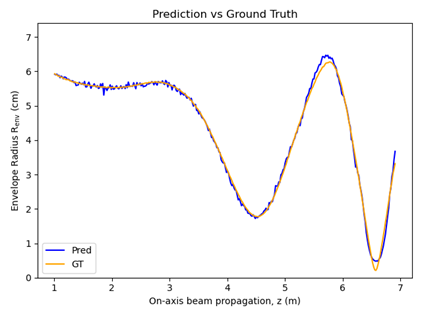 Prediction vs Ground Truth
Envelope Radius R_env (cm)
7
6
5
4
3
2
1
0
Pred
GT
1 2 3 4 5 6 7
On-axis beam propagation, z (m)